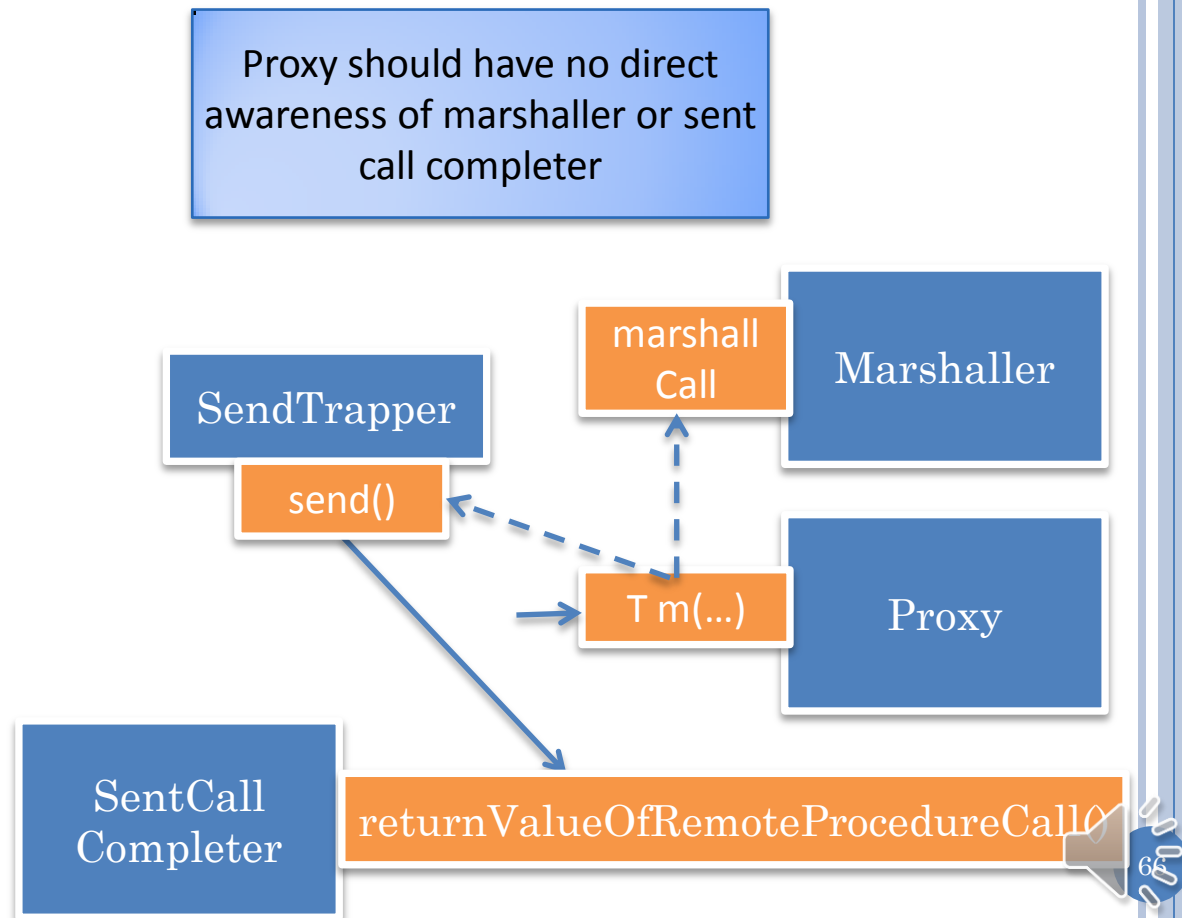 Proxy should have no direct
awareness of marshaller or sent
call completer
marshall
Call
Marshaller
SendTrapper
send()
T m(...)
Proxy
SentCall
Completer
returnValueOfRemoteProcedureCall()
66